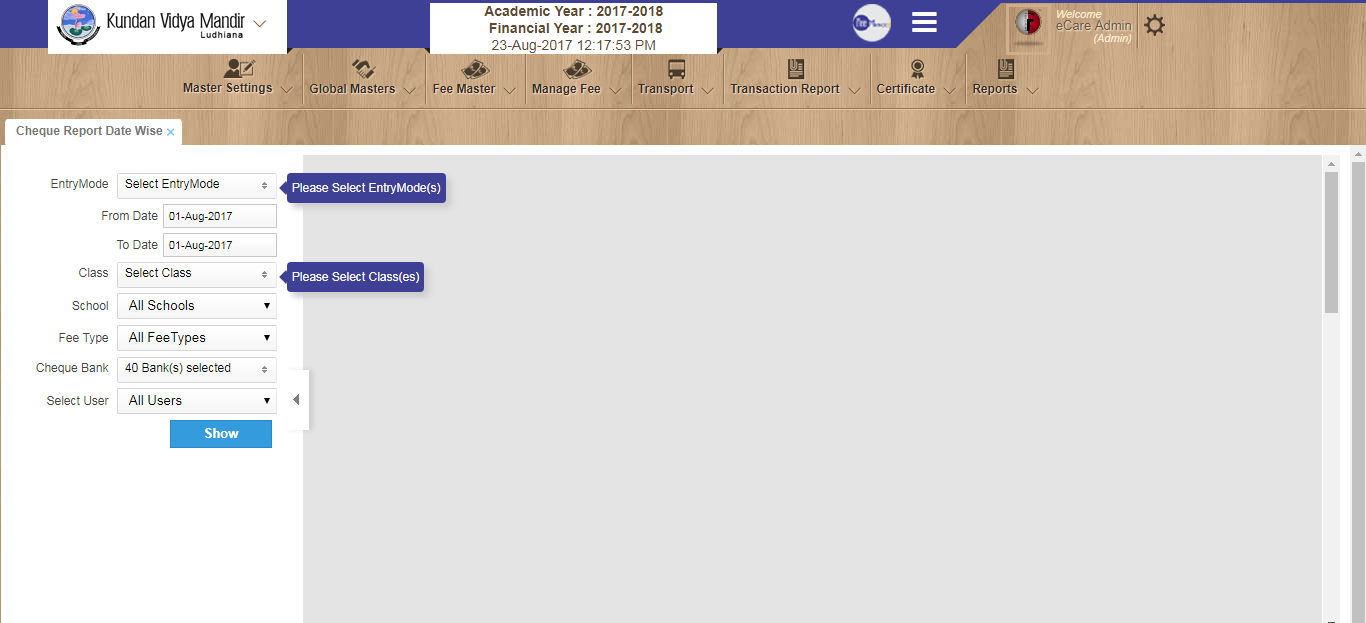 Kundan Vidya Mandir
Ludhiana
Academic Year : 2017-2018
Financial Year : 2017-2018
23-Aug-2017 12:17:53 PM
Welcome
eCare Admin
(Admin)
Master Settings
Global Masters
Fee Master
Manage Fee
Transport
Transaction Report
Certificate
Reports
Cheque Report Date Wise ×
EntryMode Select EntryMode Please Select EntryMode(s)
From Date 01-Aug-2017
To Date 01-Aug-2017
Class Select Class Please Select Class(es)
School All Schools
Fee Type All FeeTypes
Cheque Bank 40 Bank(s) selected
Select User All Users
Show